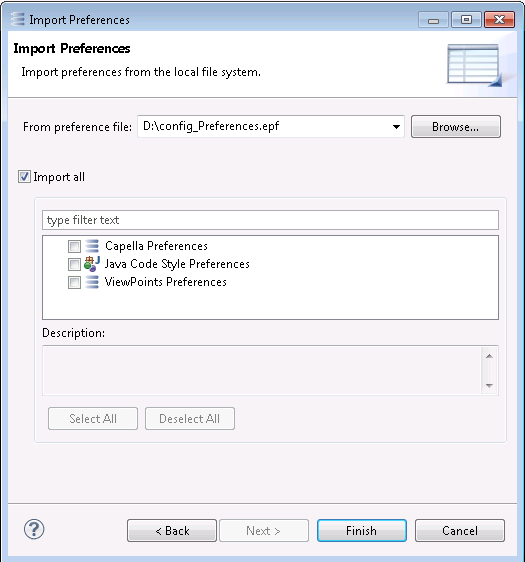 Import Preferences
Import Preferences
Import preferences from the local file system.
From preference file: D:\config_Preferences.epf Browse...
Import all
type filter text
Capella Preferences
Java Code Style Preferences
ViewPoints Preferences
Description:
Select All Deselect All
? < Back Next > Finish Cancel